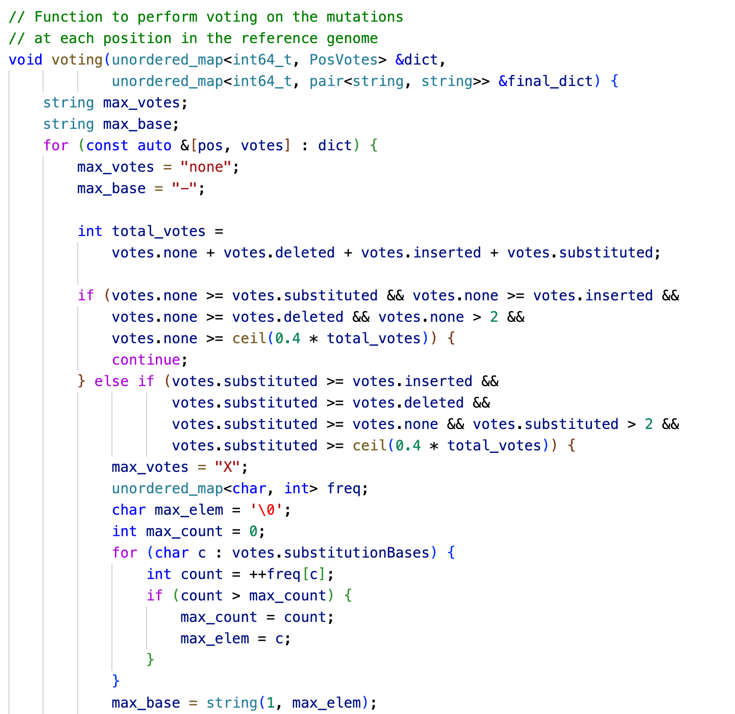 // Function to perform voting on the mutations
// at each position in the reference genome
void voting(unordered_map<int64_t, PosVotes> &dict,
            unordered_map<int64_t, pair<string, string>> &final_dict) {
    string max_votes;
    string max_base;
    for (const auto &[pos, votes] : dict) {
        max_votes = "none";
        max_base = "-";

        int total_votes =
            votes.none + votes.deleted + votes.inserted + votes.substituted;

        if (votes.none >= votes.substituted && votes.none >= votes.inserted &&
            votes.none >= votes.deleted && votes.none > 2 &&
            votes.none >= ceil(0.4 * total_votes)) {
            continue;
        } else if (votes.substituted >= votes.inserted &&
                   votes.substituted >= votes.deleted &&
                   votes.substituted >= votes.none && votes.substituted > 2 &&
                   votes.substituted >= ceil(0.4 * total_votes)) {
            max_votes = "X";
            unordered_map<char, int> freq;
            char max_elem = '\0';
            int max_count = 0;
            for (char c : votes.substitutionBases) {
                int count = ++freq[c];
                if (count > max_count) {
                    max_count = count;
                    max_elem = c;
                }
            }
            max_base = string(1, max_elem);